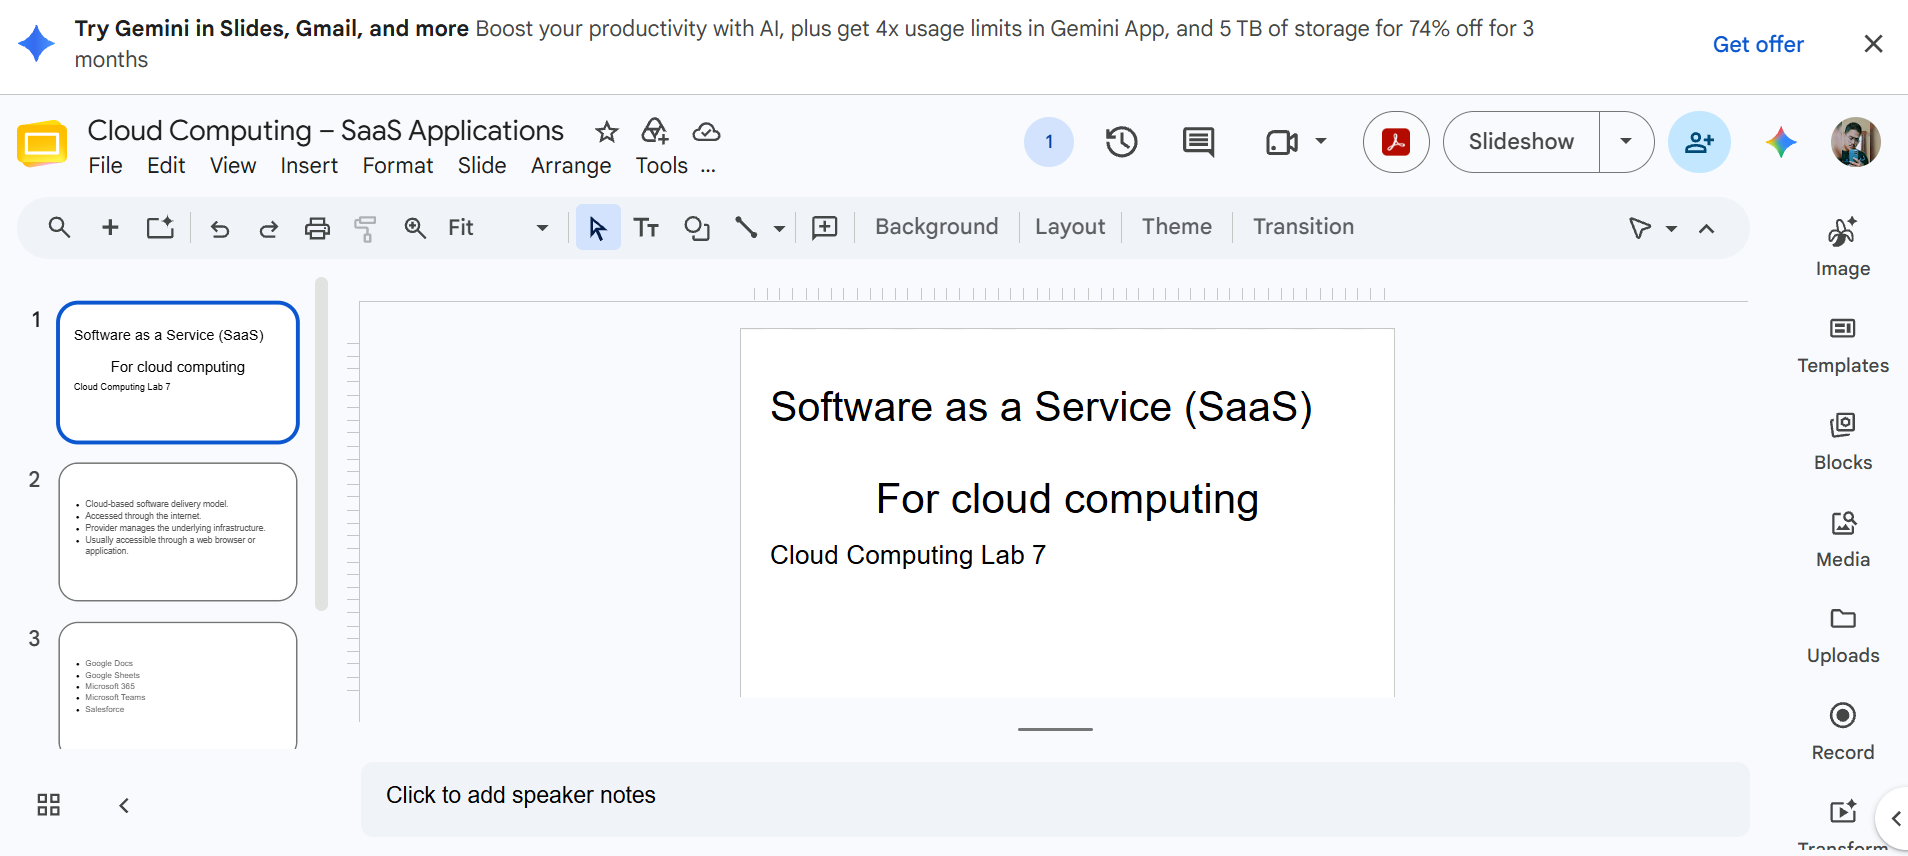 Try Gemini in Slides, Gmail, and more Boost your productivity with AI, plus get 4x usage limits in Gemini App, and 5 TB of storage for 74% off for 3
months
Get offer
Cloud Computing – SaaS Applications
File Edit View Insert Format Slide Arrange Tools ...
1
Slideshow
Fit
Background
Layout
Theme
Transition
1
Software as a Service (SaaS)
For cloud computing
Cloud Computing Lab 7
2
Cloud-based software delivery model.
Accessed through the internet.
Provider manages the underlying infrastructure.
Usually accessible through a web browser or
application.
3
Google Docs
Google Sheets
Microsoft 365
Microsoft Teams
Salesforce
Software as a Service (SaaS)
For cloud computing
Cloud Computing Lab 7
Click to add speaker notes
Image
Templates
Blocks
Media
Uploads
Record
Transform